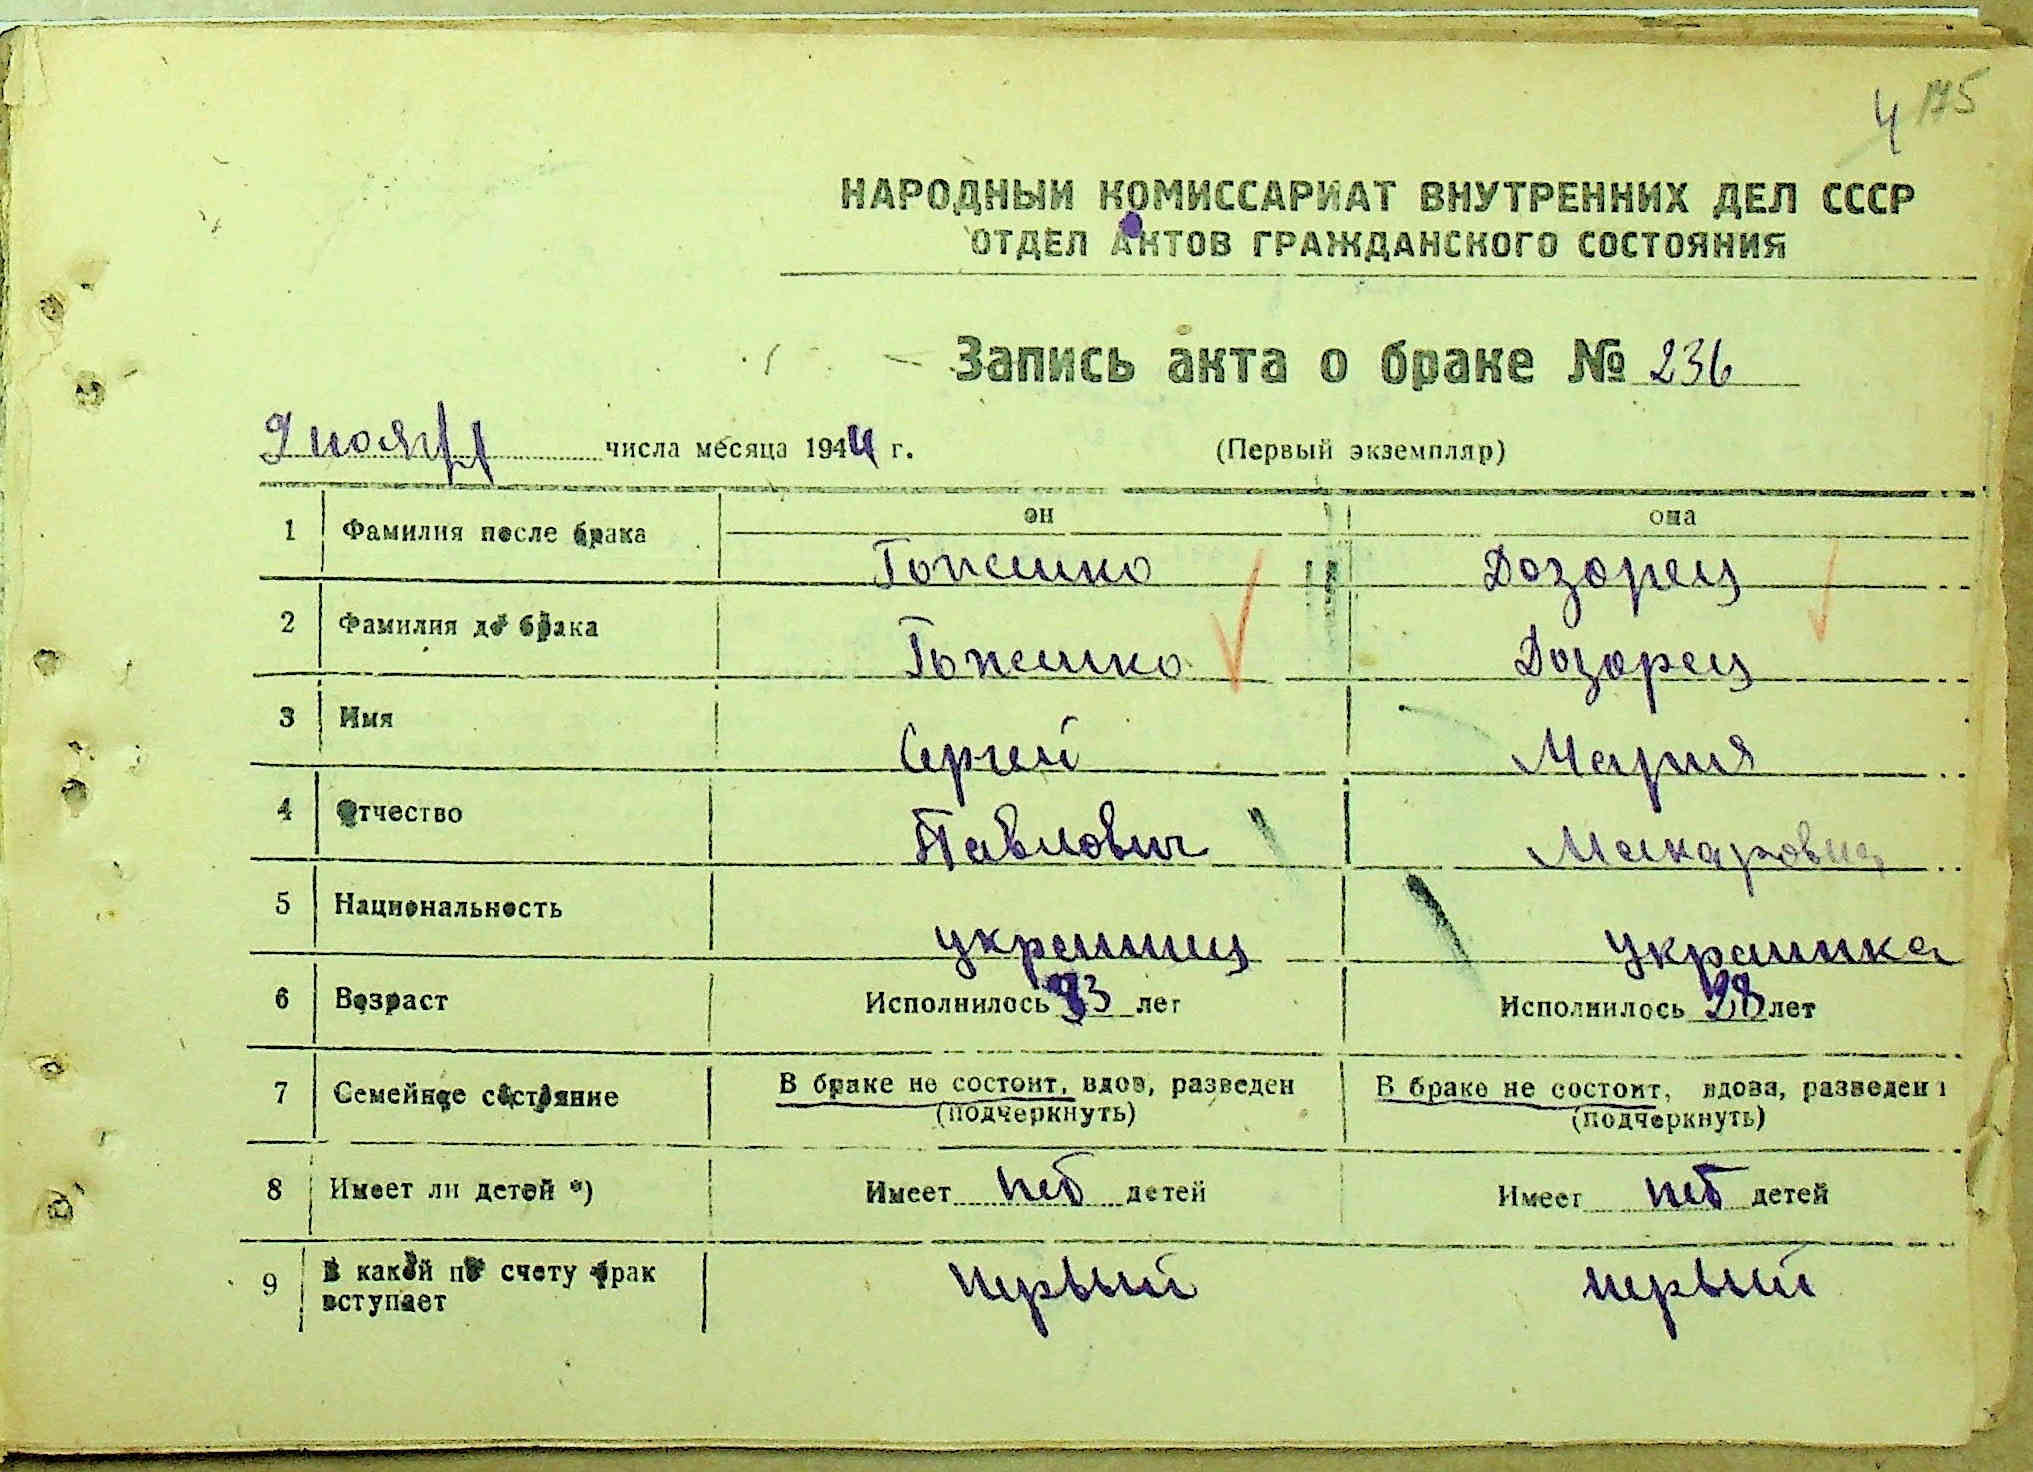 4 175
НАРОДНЫЙ КОМИССАРИАТ ВНУТРЕННИХ ДЕЛ СССР
ОТДЕЛ АКТОВ ГРАЖДАНСКОГО СОСТОЯНИЯ
Запись акта о браке № 236
9 ноября числа месяца 1944 г. (Первый экземпляр)
он она
1 Фамилия после брака Дозорец
2 Фамилия до брака Дозорец
3 Имя Сергей Мария
4 Отчество Павлович Макаровна
5 Национальность украинец украинка
6 Возраст Исполнилось 33 лет Исполнилось 28 лет
7 Семейное состояние В браке не состоит, вдов, разведен В браке не состоит, вдова, разведен
(подчеркнуть) (подчеркнуть)
8 Имеет ли детей *) Имеет нет детей Имеет нет детей
9 В какой по счету брак первый первый
вступает